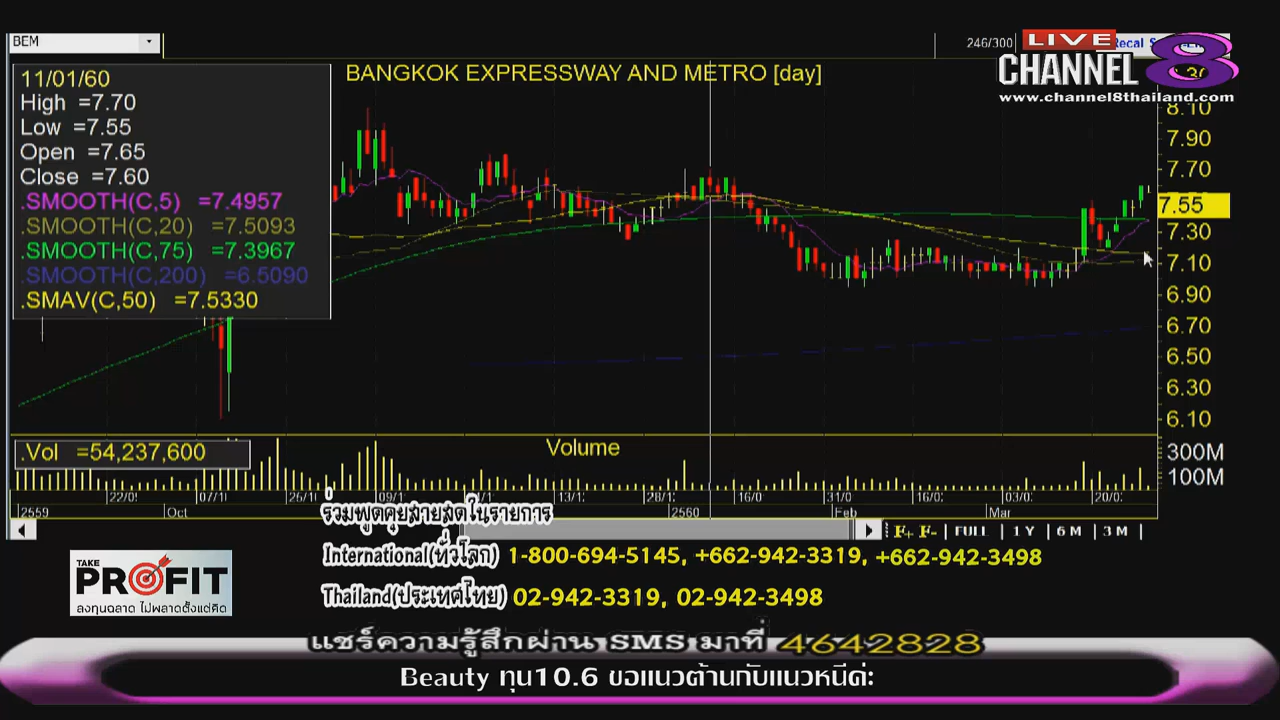 BEM
246/300
LIVE
CHANNEL 8
www.channel8thailand.com
BANGKOK EXPRESSWAY AND METRO [day]
11/01/60
High =7.70
Low =7.55
Open =7.65
Close =7.60
.SMOOTH(C,5) =7.4957
.SMOOTH(C,20) =7.5093
.SMOOTH(C,75) =7.3967
.SMOOTH(C,200) =6.5090
.SMAV(C,50) =7.5330
8.10
7.90
7.70
7.55
7.30
7.10
6.90
6.70
6.50
6.30
6.10
.Vol =54,237,600
Volume
300M
100M
22/0 07/1 26/1 09/1 13/1 28/1 16/0 31/0 16/0 03/0 20/0
2559 Oct 2560 Feb Mar
F+ F- FULL 1 Y 6 M 3 M
ร่วมพูดคุยสายสดในรายการ
International(ทั่วโลก) 1-800-694-5145, +662-942-3319, +662-942-3498
Thailand(ประเทศไทย) 02-942-3319, 02-942-3498
TAKE
PROFIT
ลงทุนฉลาด ไม่พลาดตั้งแต่คิด
แชร์ความรู้สึกผ่าน SMS มาที่ 4642828
Beauty ทุน10.6 ขอแนวต้านกับแนวหนีค่ะ